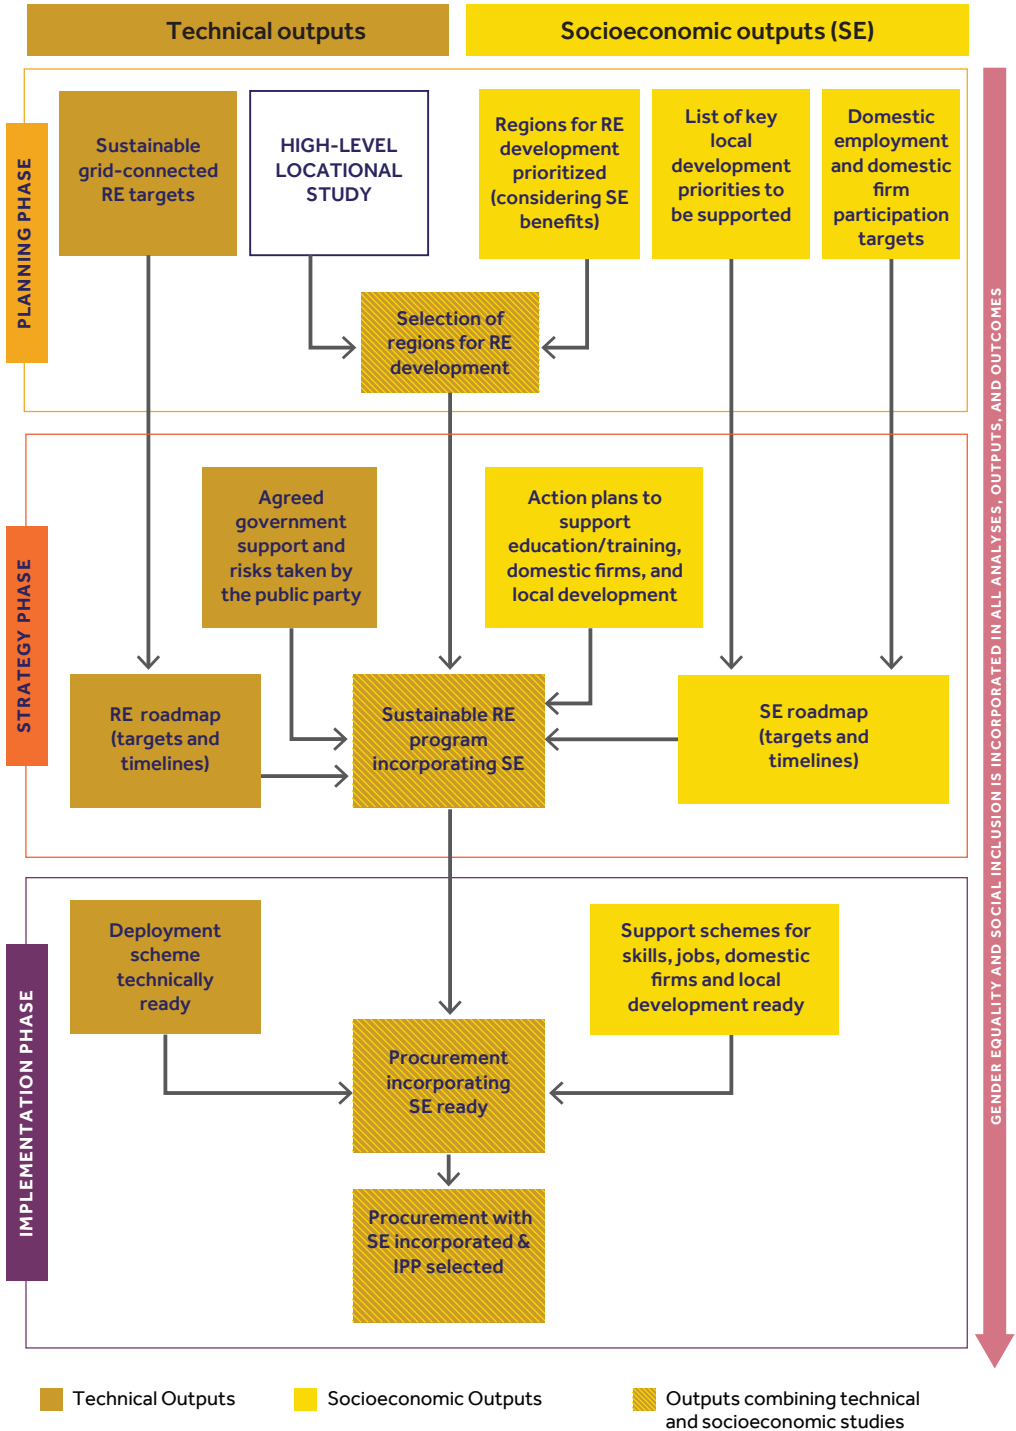 Technical outputs
Socioeconomic outputs (SE)
PLANNING PHASE
Sustainable
grid-connected
RE targets
HIGH-LEVEL
LOCATIONAL
STUDY
Regions for RE
development
prioritized
(considering SE
benefits)
List of key
local
development
priorities to
be supported
Domestic
employment
and domestic
firm
participation
targets
Selection of
regions for RE
development
STRATEGY PHASE
Agreed
government
support and
risks taken by
the public party
Action plans to
support
education/training,
domestic firms, and
local development
RE roadmap
(targets and
timelines)
Sustainable RE
program
incorporating SE
SE roadmap
(targets and
timelines)
IMPLEMENTATION PHASE
Deployment
scheme
technically
ready
Support schemes for
skills, jobs, domestic
firms and local
development ready
Procurement
incorporating
SE ready
Procurement with
SE incorporated &
IPP selected
GENDER EQUALITY AND SOCIAL INCLUSION IS INCORPORATED IN ALL ANALYSES, OUTPUTS, AND OUTCOMES
Technical Outputs
Socioeconomic Outputs
Outputs combining technical
and socioeconomic studies